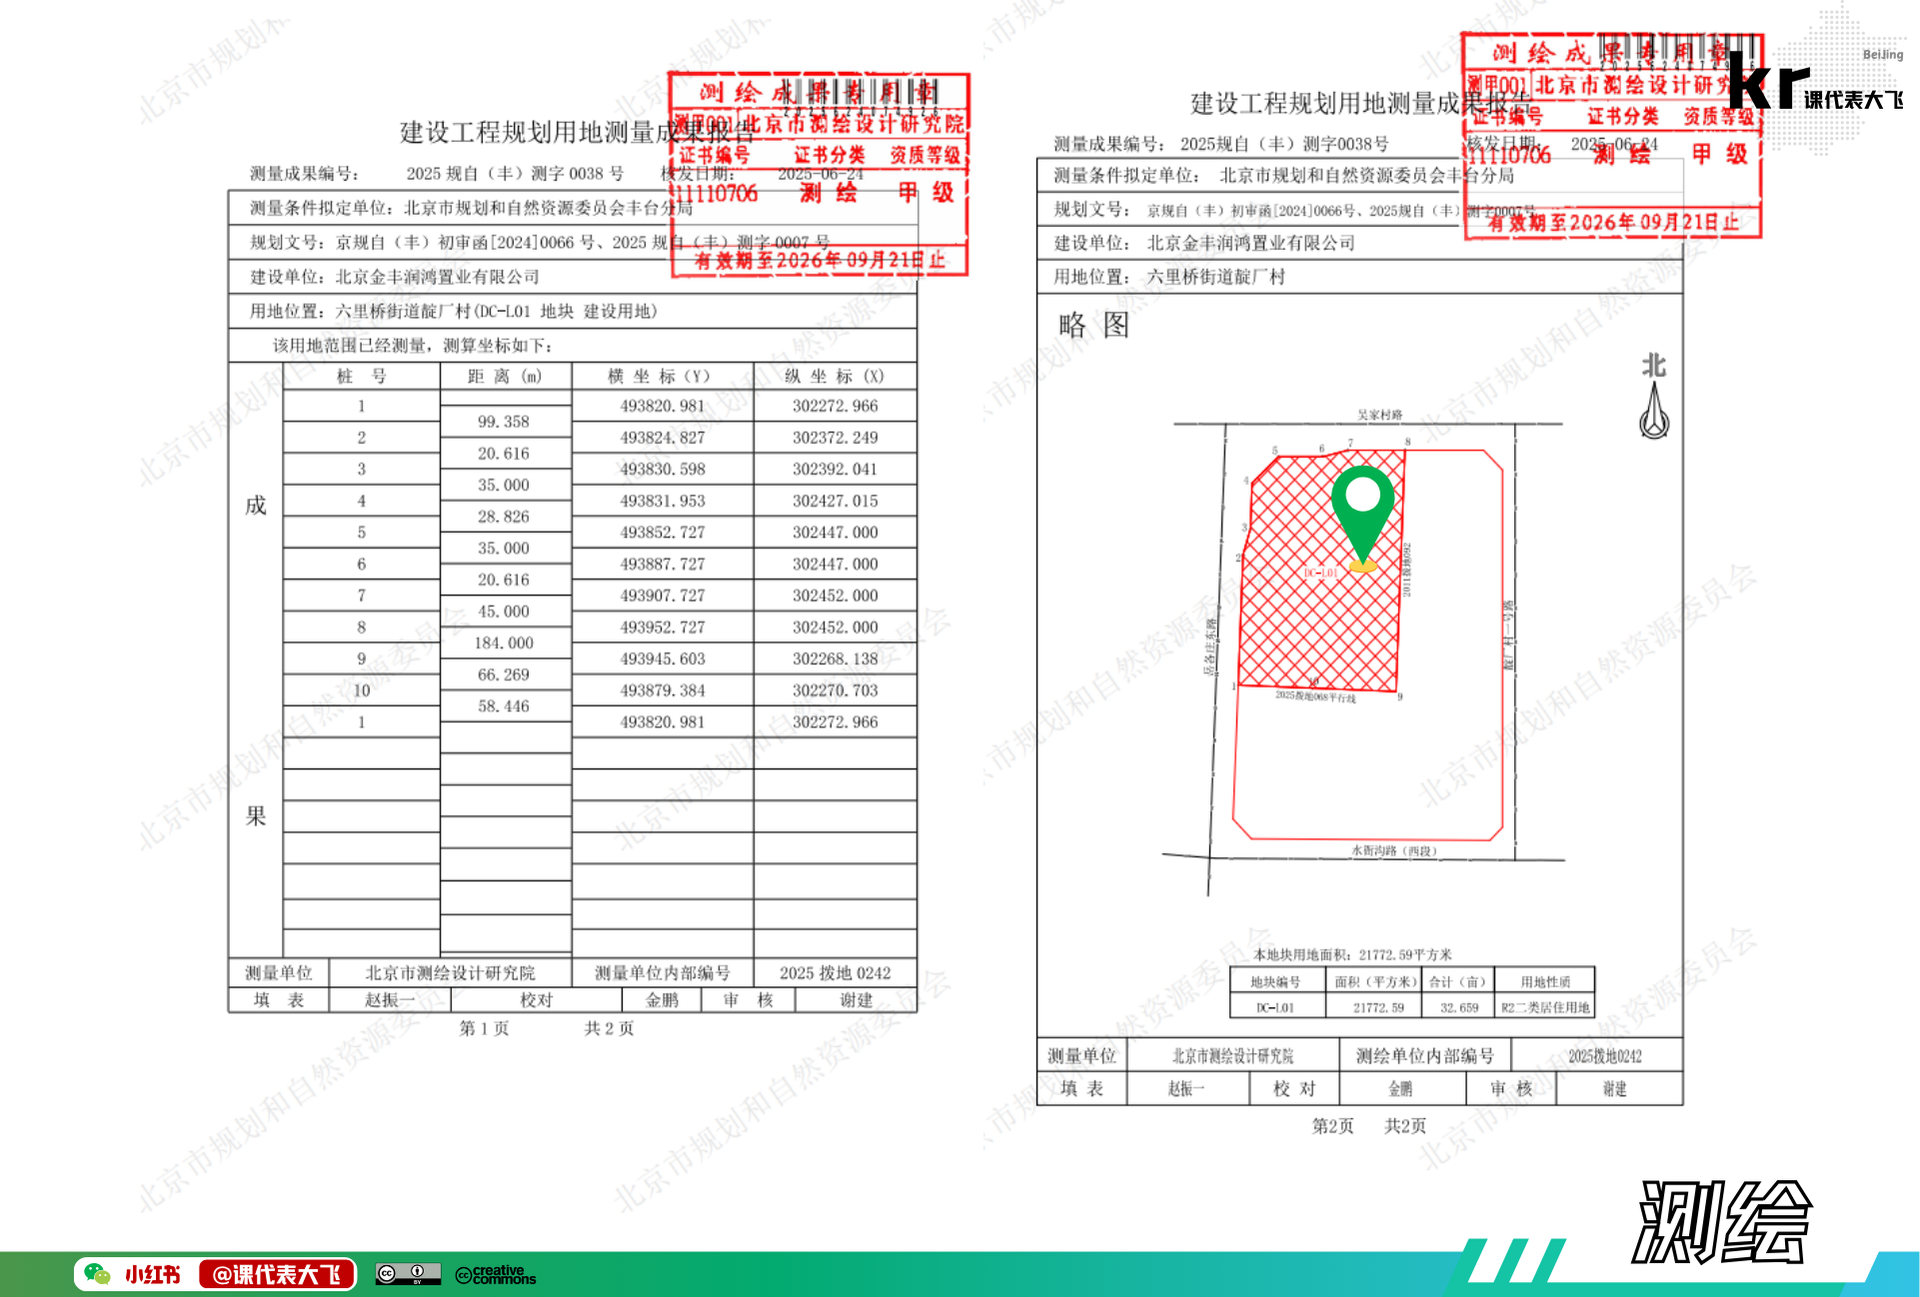 测绘成果专用章
测甲001 北京市测绘设计研究院
证书编号 证书分类 资质等级
11110706 测绘 甲级
有效期至2026年09月21日止
建设工程规划用地测量成果报告
测量成果编号： 2025 规自（丰）测字 0038 号 核发日期： 2025-06-24
测量条件拟定单位：北京市规划和自然资源委员会丰台分局
规划文号：京规自（丰）初审函[2024]0066 号、2025 规自（丰）测字 0007 号
建设单位：北京金丰润鸿置业有限公司
用地位置：六里桥街道靛厂村(DC-L01 地块 建设用地)
该用地范围已经测量，测算坐标如下：
成果
桩 号 距 离 (m) 横 坐 标 (Y) 纵 坐 标 (X)
1 493820.981 302272.966
99.358
2 493824.827 302372.249
20.616
3 493830.598 302392.041
35.000
4 493831.953 302427.015
28.826
5 493852.727 302447.000
35.000
6 493887.727 302447.000
20.616
7 493907.727 302452.000
45.000
8 493952.727 302452.000
184.000
9 493945.603 302268.138
66.269
10 493879.384 302270.703
58.446
1 493820.981 302272.966
测量单位 北京市测绘设计研究院 测量单位内部编号 2025 拨地 0242
填 表 赵振一 校对 金鹏 审 核 谢建
第 1 页 共 2 页
测绘成果专用章
测甲001 北京市测绘设计研究院
证书编号 证书分类 资质等级
11110706 测绘 甲级
有效期至2026年09月21日止
BeiJing
kr 课代表大飞
建设工程规划用地测量成果报告
测量成果编号： 2025规自（丰）测字0038号 核发日期： 2025-06-24
测量条件拟定单位： 北京市规划和自然资源委员会丰台分局
规划文号： 京规自（丰）初审函[2024]0066号、2025规自（丰）测字0007号
建设单位： 北京金丰润鸿置业有限公司
用地位置： 六里桥街道靛厂村
略 图
北
吴家村路
5 6 7 8
4
3
2
DC-L01
2011拨地092
岳各庄东路
靛厂村一号路
1 10 9
2025拨地068平行线
水衙沟路（西段）
本地块用地面积：21772.59平方米
地块编号 面积（平方米） 合计（亩） 用地性质
DC-L01 21772.59 32.659 R2二类居住用地
测量单位 北京市测绘设计研究院 测绘单位内部编号 2025拨地0242
填 表 赵振一 校 对 金鹏 审 核 谢建
第2页 共2页
北京市规划和自然资源委员会
测绘
小红书 @课代表大飞 cc BY cc creative commons